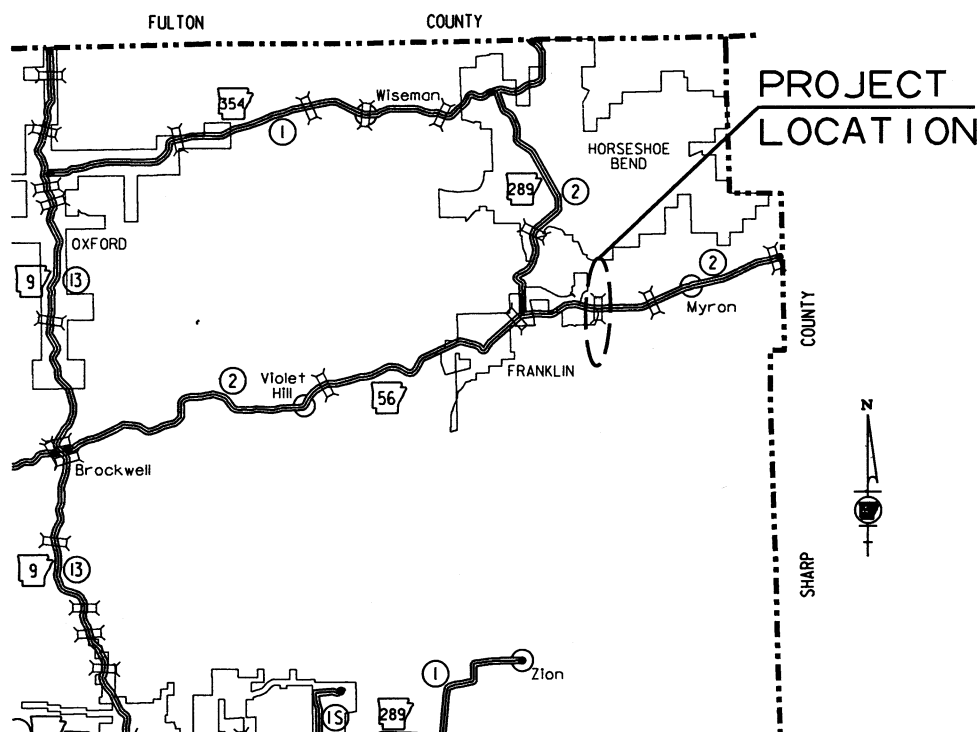 FULTON COUNTY
PROJECT
LOCATION
354
Wiseman
1
HORSESHOE
BEND
289
2
OXFORD
9
13
2
Myron
COUNTY
Violet
Hill
2
56
FRANKLIN
N
Brockwell
9
13
SHARP
1
Zion
1S
289